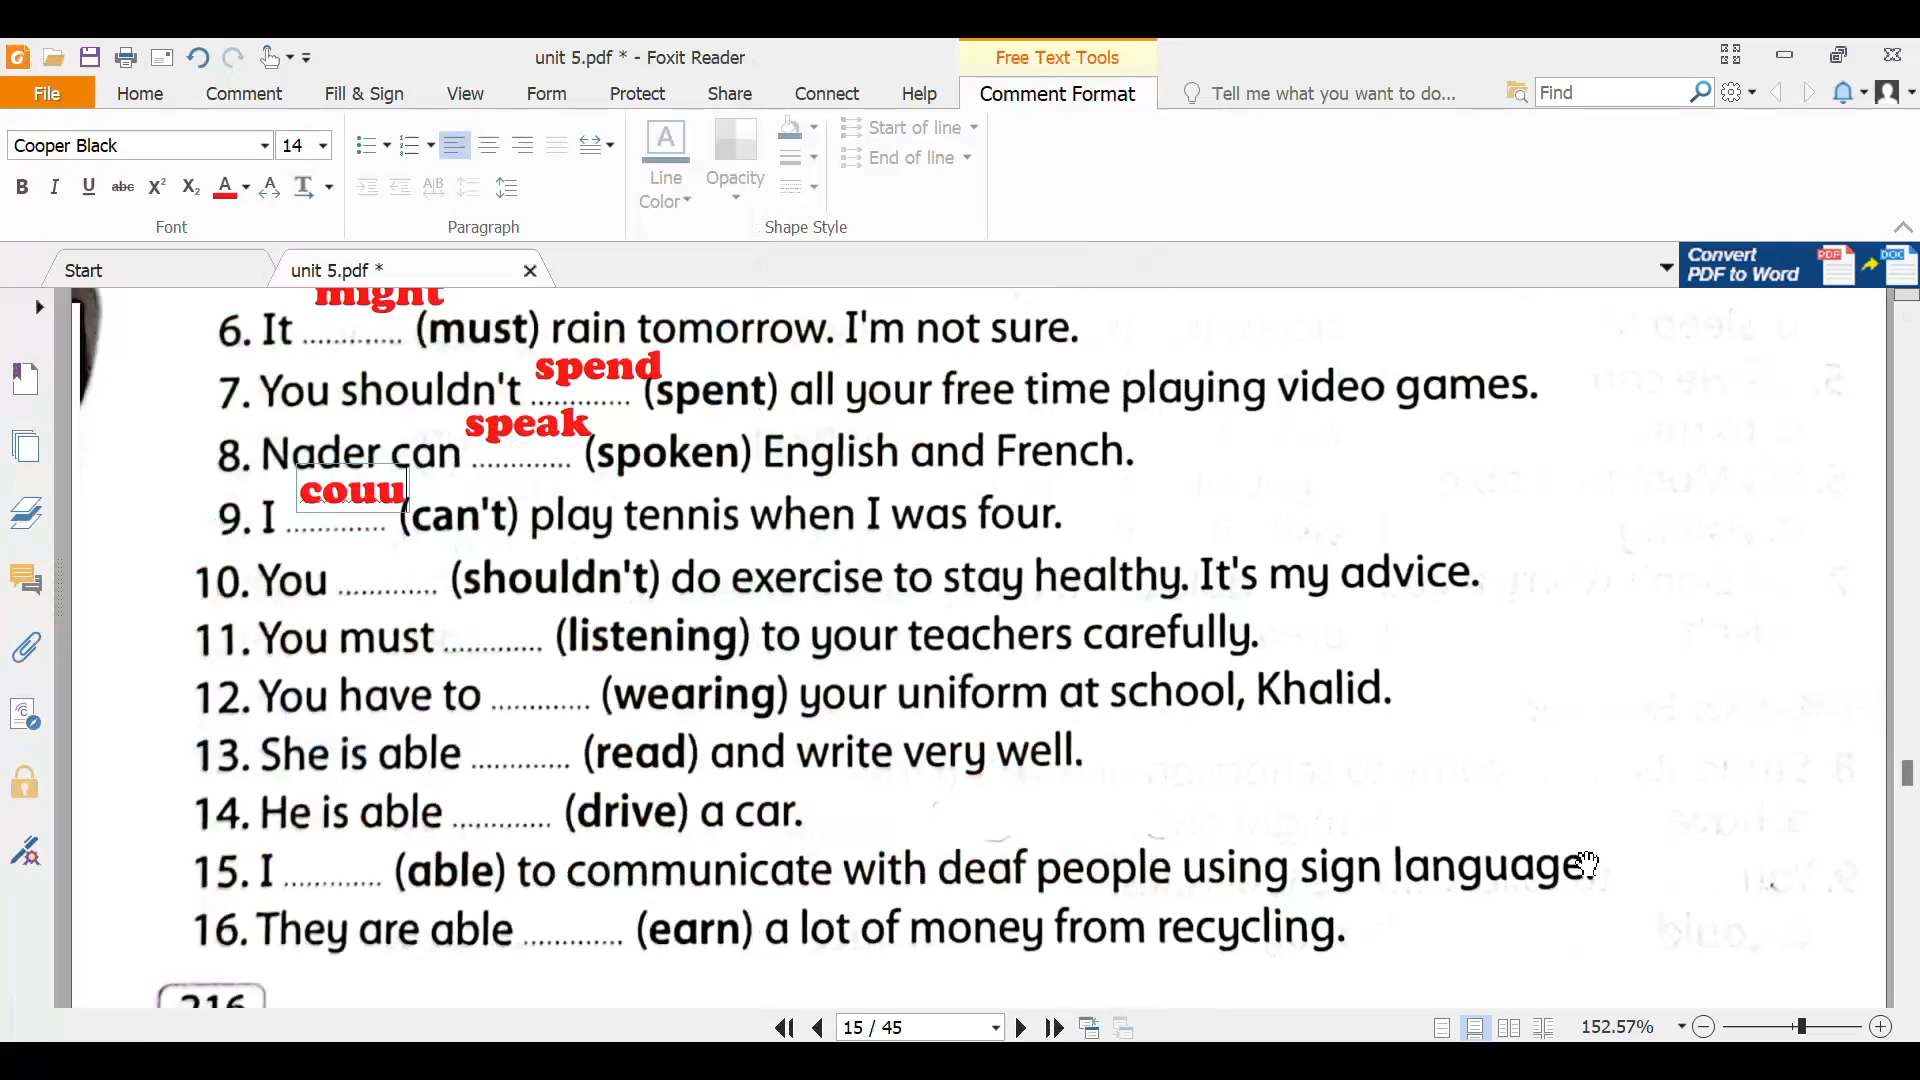 unit 5.pdf * - Foxit Reader
Free Text Tools
File Home Comment Fill & Sign View Form Protect Share Connect Help Comment Format Tell me what you want to do... Find
Cooper Black 14
Start of line
End of line
Line Color
Opacity
Font Paragraph Shape Style
Start
unit 5.pdf *
Convert PDF to Word
PDF DOC
might
6. It ............ (must) rain tomorrow. I'm not sure.
spend
7. You shouldn't ............ (spent) all your free time playing video games.
speak
8. Nader can ............ (spoken) English and French.
couu
9. I ............ (can't) play tennis when I was four.
10. You ............ (shouldn't) do exercise to stay healthy. It's my advice.
11. You must ............ (listening) to your teachers carefully.
12. You have to ............ (wearing) your uniform at school, Khalid.
13. She is able ............ (read) and write very well.
14. He is able ............ (drive) a car.
15. I ............ (able) to communicate with deaf people using sign language.
16. They are able ............ (earn) a lot of money from recycling.
216
15 / 45
152.57%